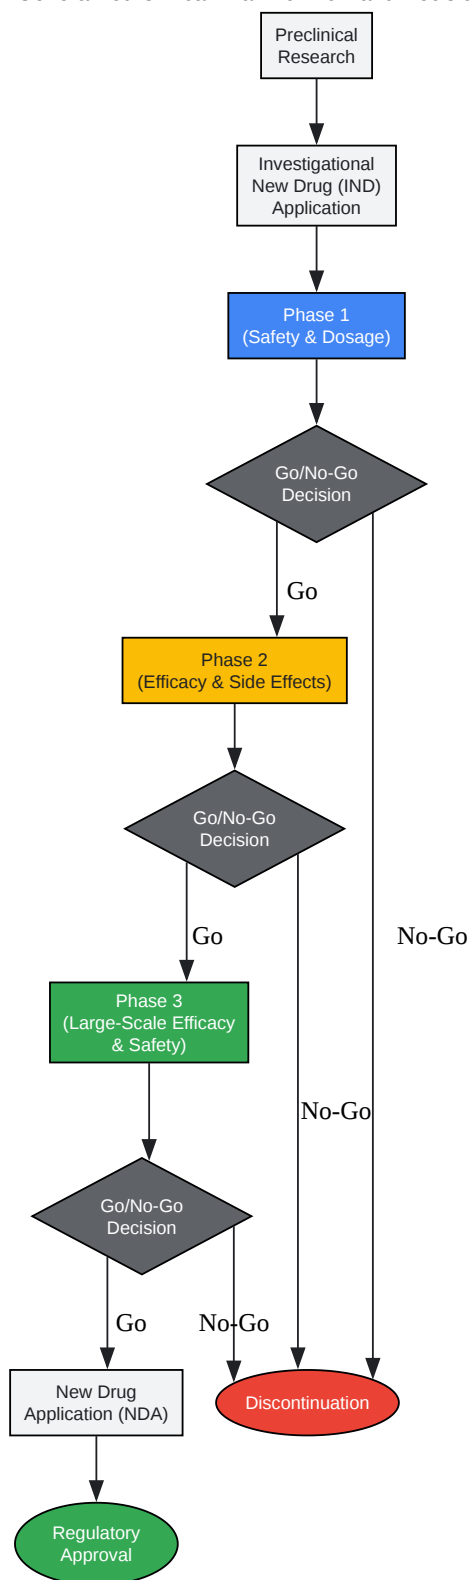 Preclinical
Research
Investigational
New Drug (IND)
Application
Phase 1
(Safety & Dosage)
Go/No-Go
Decision
Go
Phase 2
(Efficacy & Side Effects)
Go/No-Go
Decision
Go
No-Go
Phase 3
(Large-Scale Efficacy
& Safety)
No-Go
Go/No-Go
Decision
Go
No-Go
New Drug
Application (NDA)
Discontinuation
Regulatory
Approval